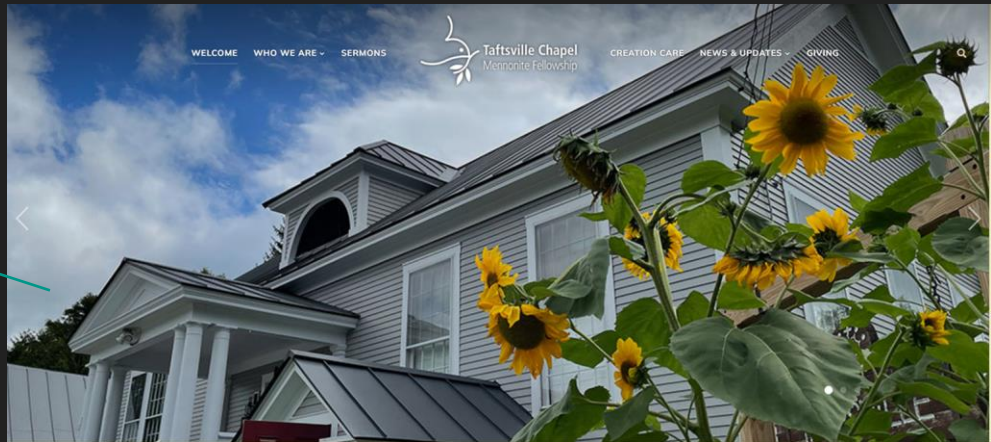 WELCOME WHO WE ARE SERMONS
Taftsville Chapel
Mennonite Fellowship
CREATION CARE NEWS & UPDATES GIVING